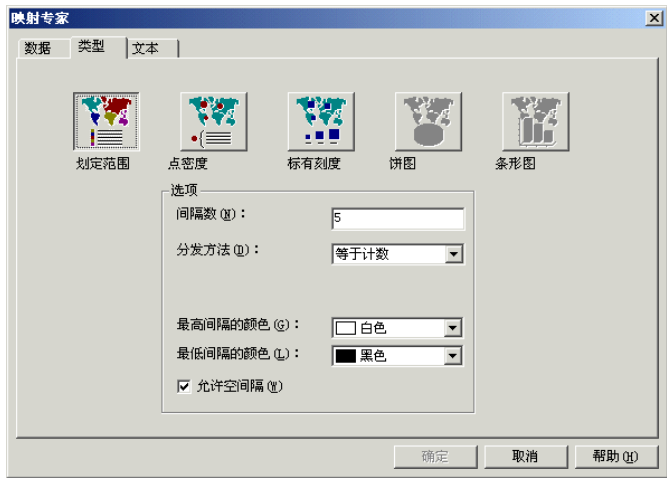 映射专家
数据 类型 文本
划定范围 点密度 标有刻度 饼图 条形图
选项
间隔数(N)： 5
分发方法(D)： 等于计数
最高间隔的颜色(G)： 白色
最低间隔的颜色(L)： 黑色
允许空间隔(W)
确定 取消 帮助(H)